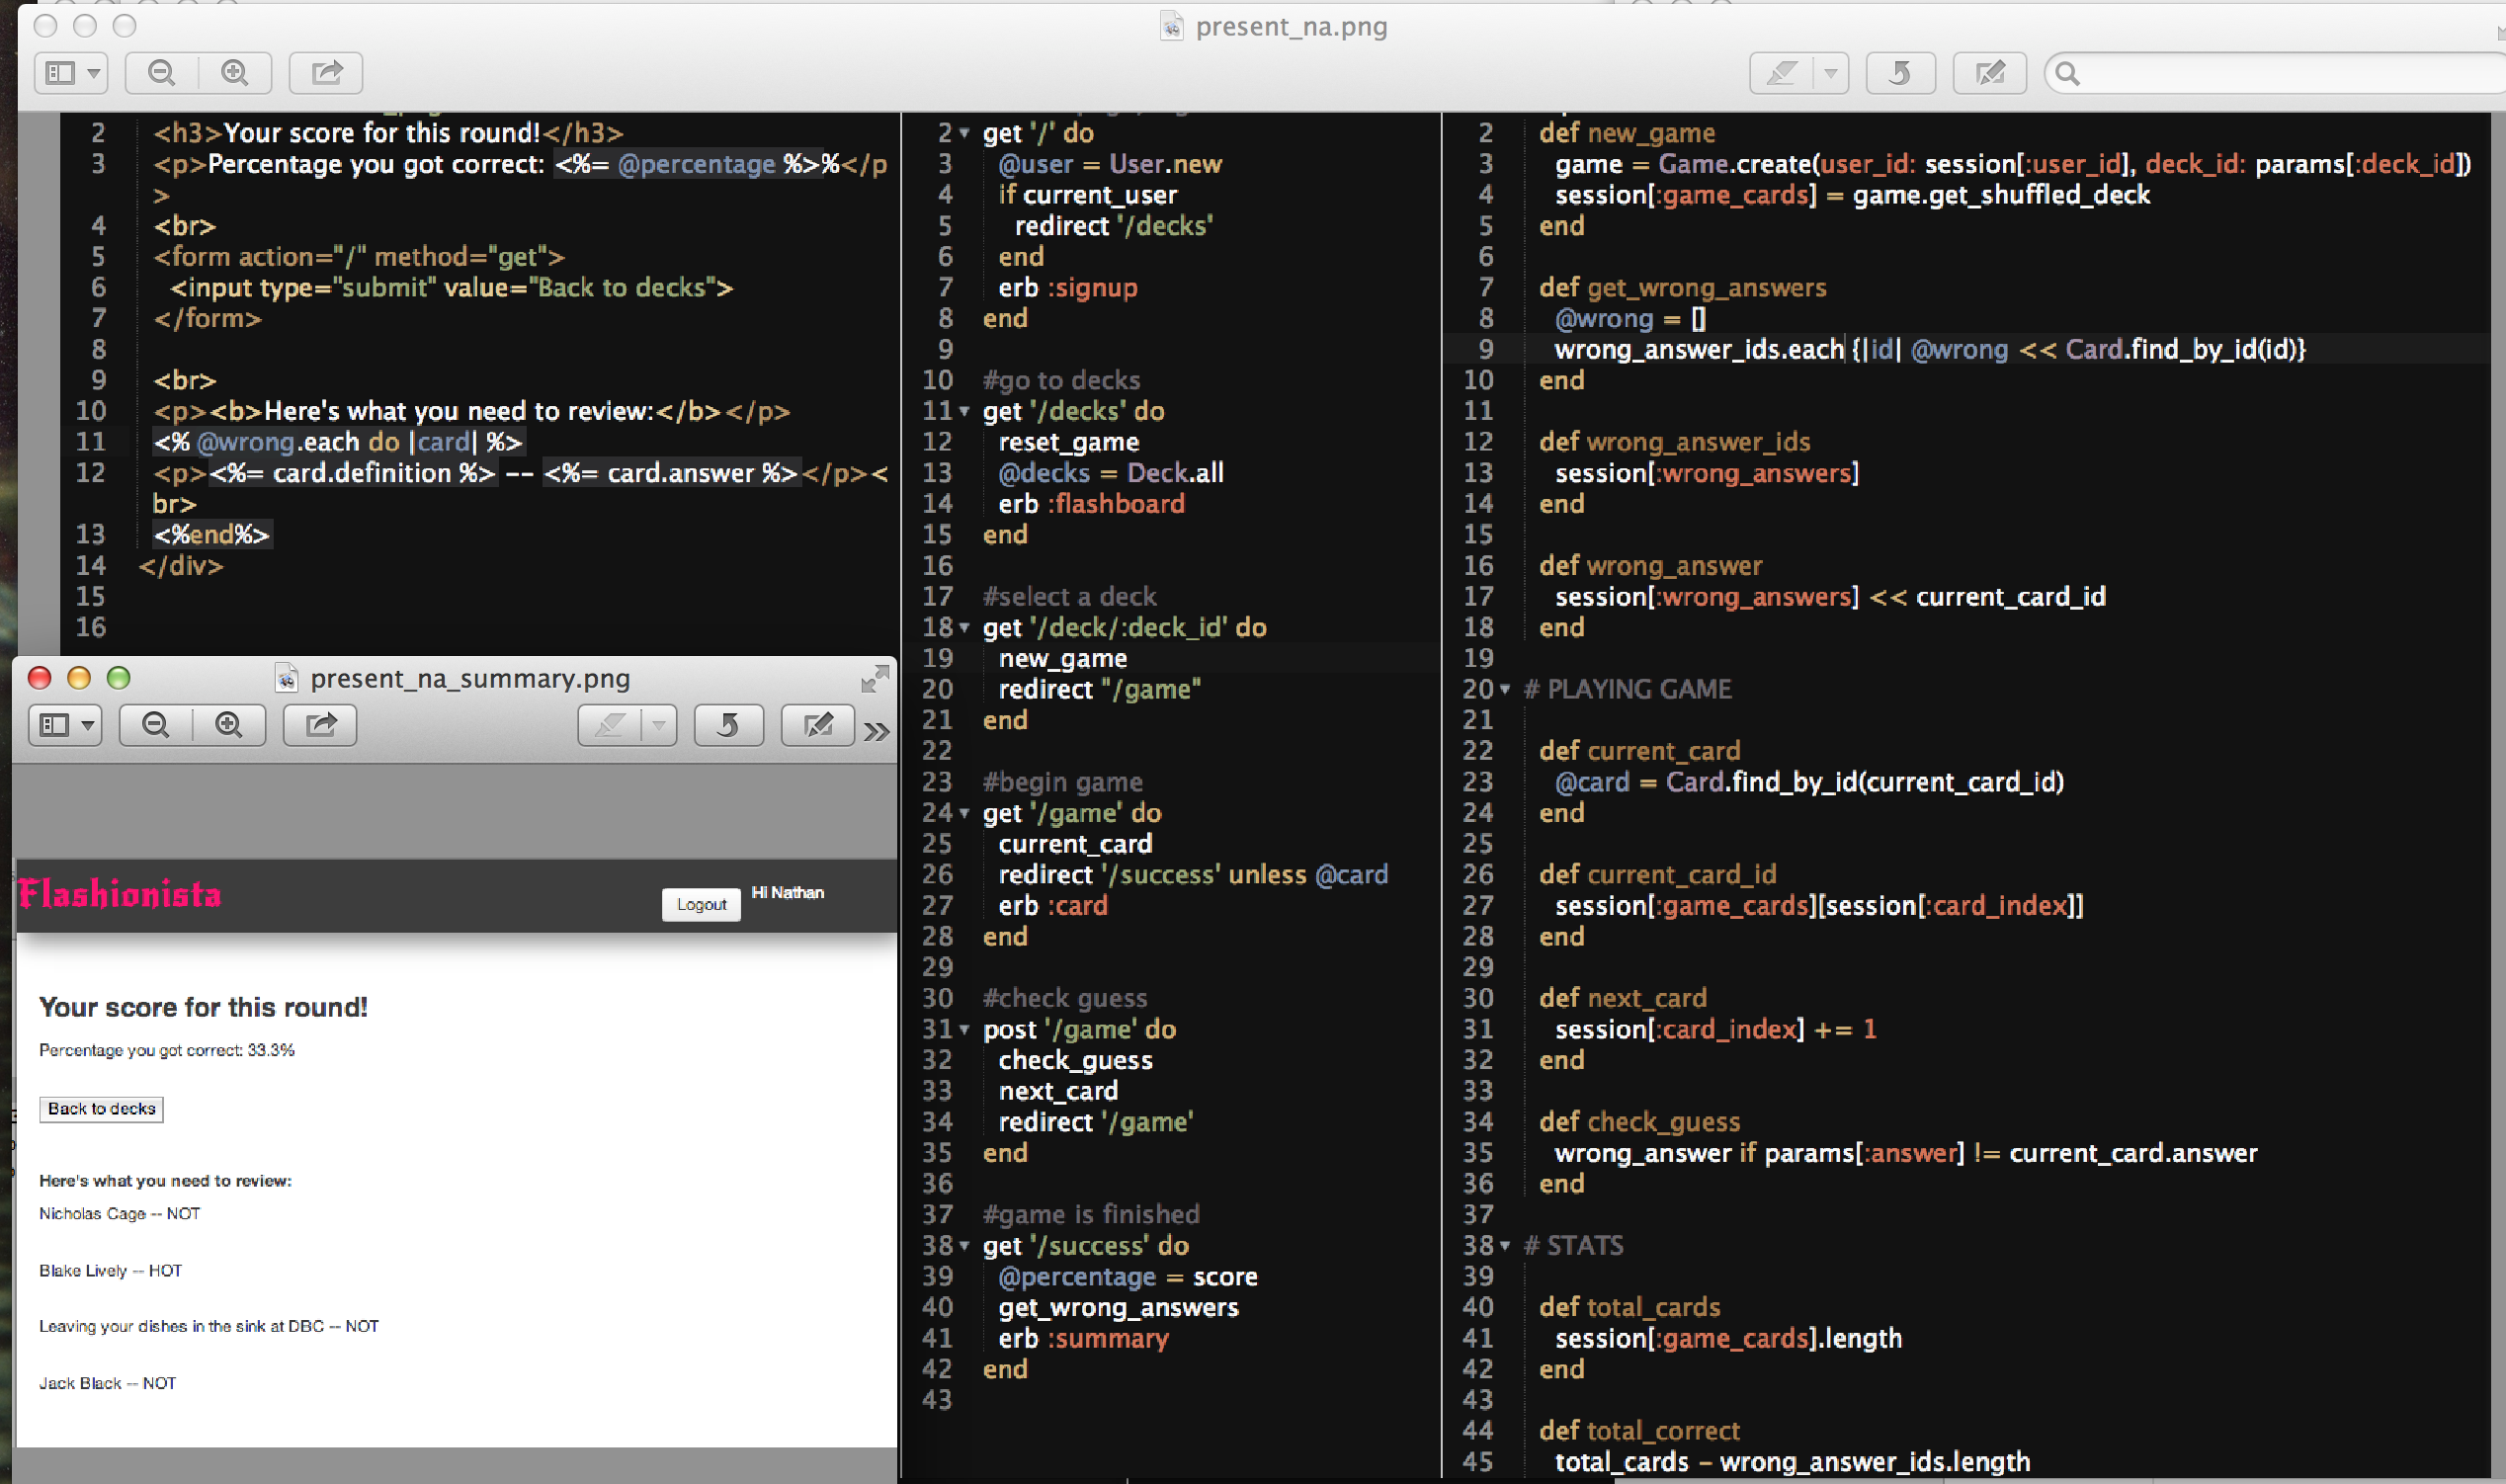 present_na.png
2 <h3>Your score for this round!</h3>
3 <p>Percentage you got correct: <%= @percentage %>%</p
>
4 <br>
5 <form action="/" method="get">
6 <input type="submit" value="Back to decks">
7 </form>
8
9 <br>
10 <p><b>Here's what you need to review:</b></p>
11 <% @wrong.each do |card| %>
12 <p><%= card.definition %> -- <%= card.answer %></p><
br>
13 <%end%>
14 </div>
15
16
present_na_summary.png
Flashionista
Logout
Hi Nathan
Your score for this round!
Percentage you got correct: 33.3%
Back to decks
Here's what you need to review:
Nicholas Cage -- NOT
Blake Lively -- HOT
Leaving your dishes in the sink at DBC -- NOT
Jack Black -- NOT
2 get '/' do
3 @user = User.new
4 if current_user
5 redirect '/decks'
6 end
7 erb :signup
8 end
9
10 #go to decks
11 get '/decks' do
12 reset_game
13 @decks = Deck.all
14 erb :flashboard
15 end
16
17 #select a deck
18 get '/deck/:deck_id' do
19 new_game
20 redirect "/game"
21 end
22
23 #begin game
24 get '/game' do
25 current_card
26 redirect '/success' unless @card
27 erb :card
28 end
29
30 #check guess
31 post '/game' do
32 check_guess
33 next_card
34 redirect '/game'
35 end
36
37 #game is finished
38 get '/success' do
39 @percentage = score
40 get_wrong_answers
41 erb :summary
42 end
43
2 def new_game
3 game = Game.create(user_id: session[:user_id], deck_id: params[:deck_id])
4 session[:game_cards] = game.get_shuffled_deck
5 end
6
7 def get_wrong_answers
8 @wrong = []
9 wrong_answer_ids.each {|id| @wrong << Card.find_by_id(id)}
10 end
11
12 def wrong_answer_ids
13 session[:wrong_answers]
14 end
15
16 def wrong_answer
17 session[:wrong_answers] << current_card_id
18 end
19
20 # PLAYING GAME
21
22 def current_card
23 @card = Card.find_by_id(current_card_id)
24 end
25
26 def current_card_id
27 session[:game_cards][session[:card_index]]
28 end
29
30 def next_card
31 session[:card_index] += 1
32 end
33
34 def check_guess
35 wrong_answer if params[:answer] != current_card.answer
36 end
37
38 # STATS
39
40 def total_cards
41 session[:game_cards].length
42 end
43
44 def total_correct
45 total_cards - wrong_answer_ids.length